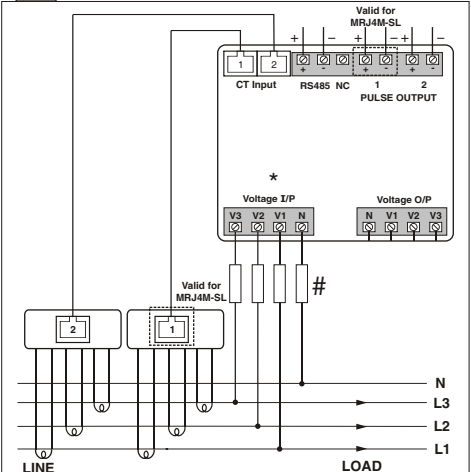 Valid for
MRJ4M-SL
+ − + − + −
1 2
+ - + - + -
CT Input RS485 NC 1 2
PULSE OUTPUT
*
Voltage I/P Voltage O/P
V3 V2 V1 N N V1 V2 V3
Valid for
MRJ4M-SL
#
2 1
N
L3
L2
L1
LINE LOAD